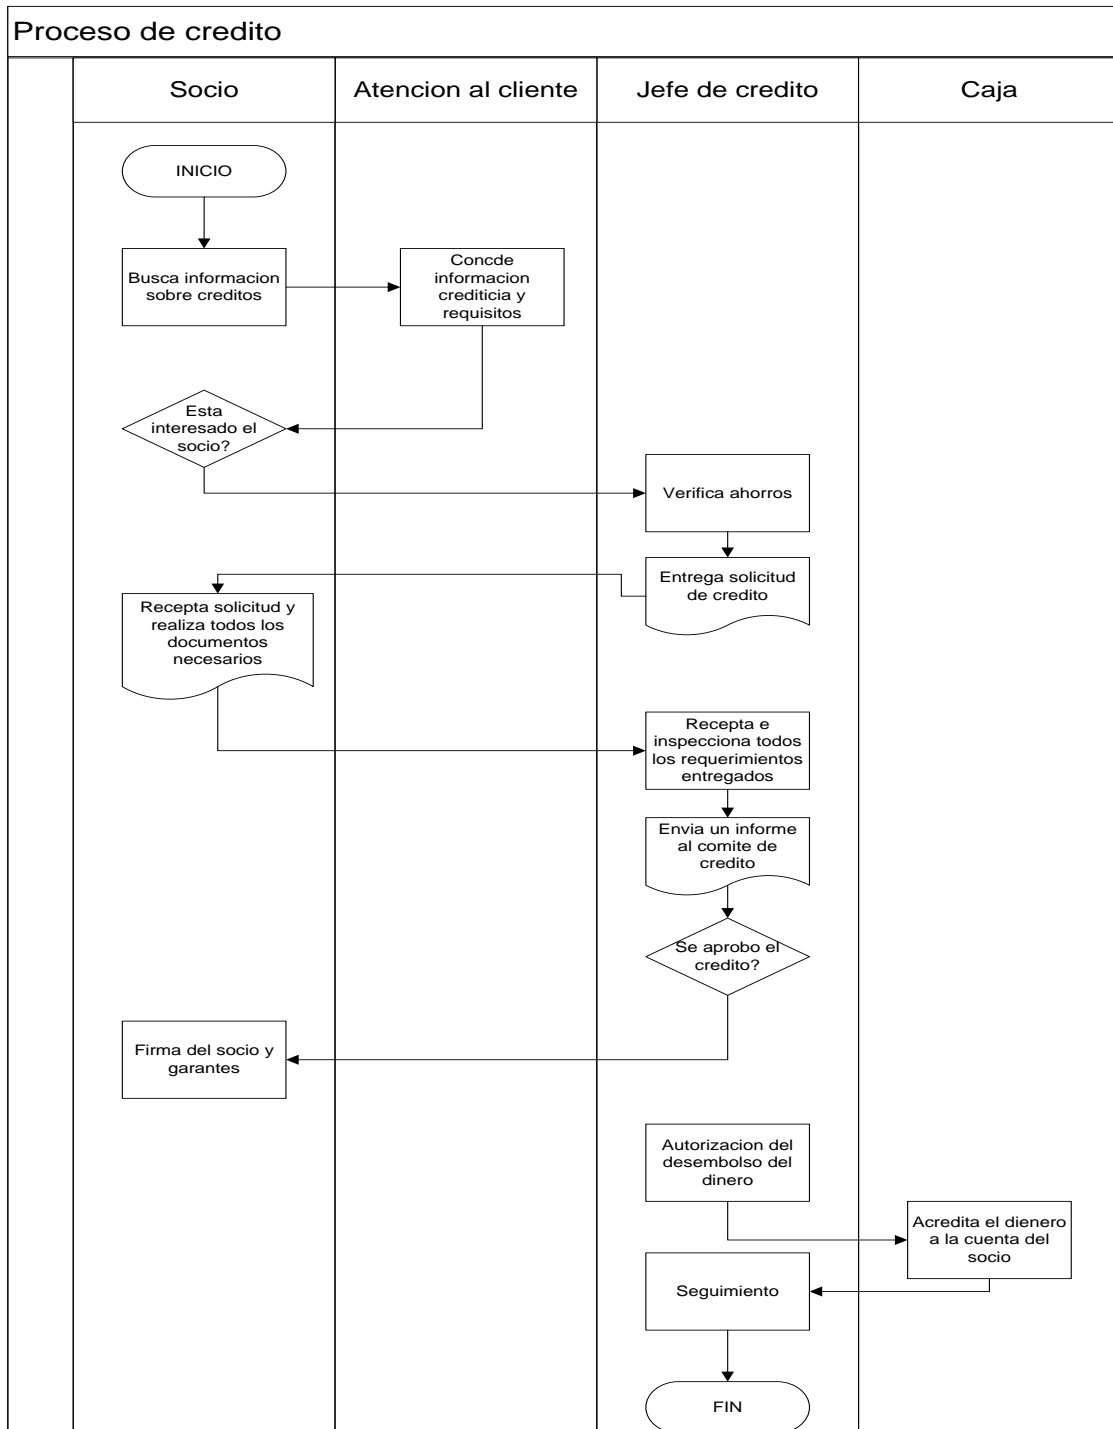 Proceso de credito
Socio
Atencion al cliente
Jefe de credito
Caja
INICIO
Busca informacion
sobre creditos
Concde
informacion
crediticia y
requisitos
Esta
interesado el
socio?
Verifica ahorros
Entrega solicitud
de credito
Recepta solicitud y
realiza todos los
documentos
necesarios
Recepta e
inspecciona todos
los requerimientos
entregados
Envia un informe
al comite de
credito
Se aprobo el
credito?
Firma del socio y
garantes
Autorizacion del
desembolso del
dinero
Acredita el dienero
a la cuenta del
socio
Seguimiento
FIN